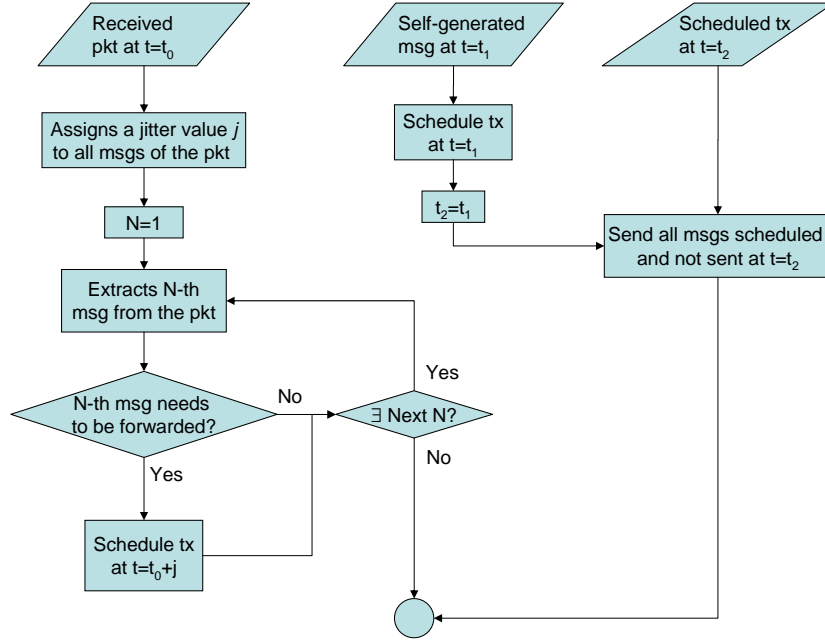 Received
pkt at t=t₀
Self-generated
msg at t=t₁
Scheduled tx
at t=t₂
Assigns a jitter value j
to all msgs of the pkt
Schedule tx
at t=t₁
N=1
t₂=t₁
Send all msgs scheduled
and not sent at t=t₂
Extracts N-th
msg from the pkt
Yes
N-th msg needs
to be forwarded?
No
∃ Next N?
No
Yes
Schedule tx
at t=t₀+j